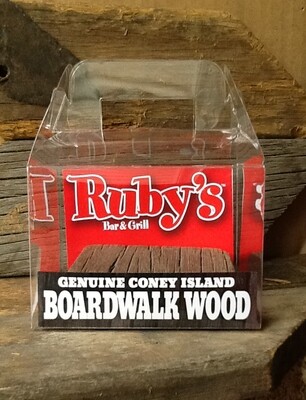 Ruby's
Bar & Grill
GENUINE CONEY ISLAND
BOARDWALK WOOD